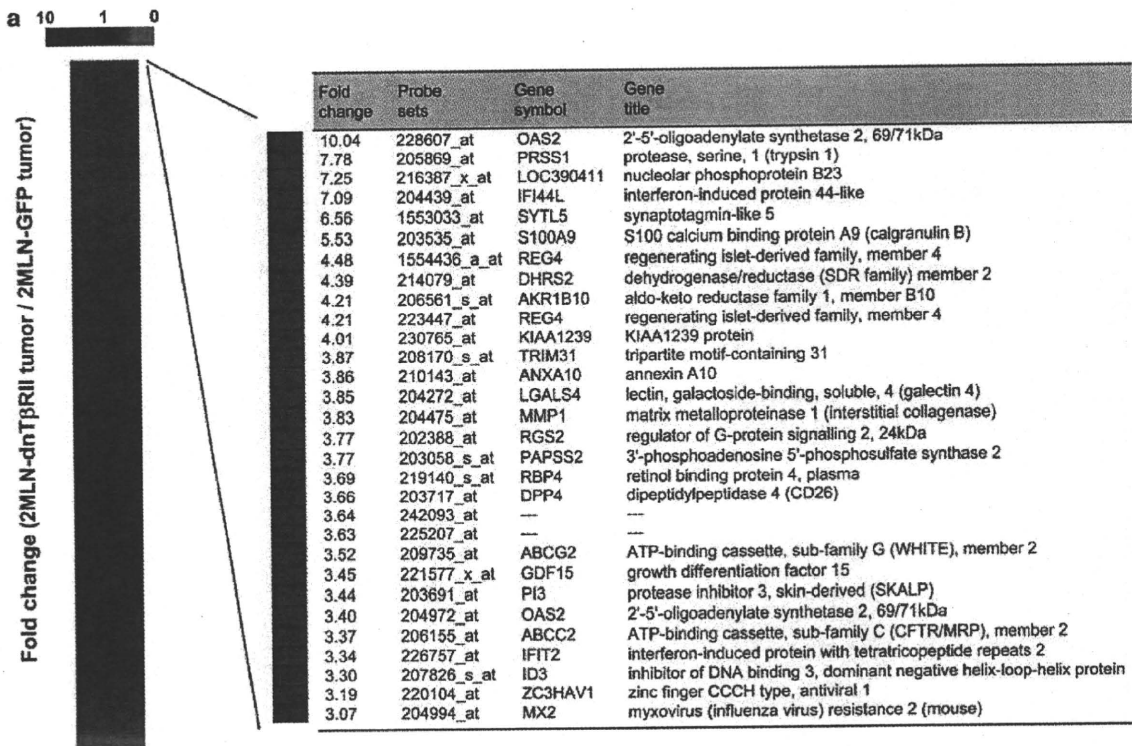 a 10 1 0
Fold change (2MLN-dnTβRII tumor / 2MLN-GFP tumor)
Fold change Probe sets Gene symbol Gene title
10.04 228607_at OAS2 2'-5'-oligoadenylate synthetase 2, 69/71kDa
7.78 205869_at PRSS1 protease, serine, 1 (trypsin 1)
7.25 216387_x_at LOC390411 nucleolar phosphoprotein B23
7.09 204439_at IFI44L interferon-induced protein 44-like
6.56 1553033_at SYTL5 synaptotagmin-like 5
5.53 203535_at S100A9 S100 calcium binding protein A9 (calgranulin B)
4.48 1554436_a_at REG4 regenerating islet-derived family, member 4
4.39 214079_at DHRS2 dehydrogenase/reductase (SDR family) member 2
4.21 206561_s_at AKR1B10 aldo-keto reductase family 1, member B10
4.21 223447_at REG4 regenerating islet-derived family, member 4
4.01 230765_at KIAA1239 KIAA1239 protein
3.87 208170_s_at TRIM31 tripartite motif-containing 31
3.86 210143_at ANXA10 annexin A10
3.85 204272_at LGALS4 lectin, galactoside-binding, soluble, 4 (galectin 4)
3.83 204475_at MMP1 matrix metalloproteinase 1 (interstitial collagenase)
3.77 202388_at RGS2 regulator of G-protein signalling 2, 24kDa
3.77 203058_s_at PAPSS2 3'-phosphoadenosine 5'-phosphosulfate synthase 2
3.69 219140_s_at RBP4 retinol binding protein 4, plasma
3.66 203717_at DPP4 dipeptidylpeptidase 4 (CD26)
3.64 242093_at --- ---
3.63 225207_at --- ---
3.52 209735_at ABCG2 ATP-binding cassette, sub-family G (WHITE), member 2
3.45 221577_x_at GDF15 growth differentiation factor 15
3.44 203691_at PI3 protease inhibitor 3, skin-derived (SKALP)
3.40 204972_at OAS2 2'-5'-oligoadenylate synthetase 2, 69/71kDa
3.37 206155_at ABCC2 ATP-binding cassette, sub-family C (CFTR/MRP), member 2
3.34 226757_at IFIT2 interferon-induced protein with tetratricopeptide repeats 2
3.30 207826_s_at ID3 inhibitor of DNA binding 3, dominant negative helix-loop-helix protein
3.19 220104_at ZC3HAV1 zinc finger CCCH type, antiviral 1
3.07 204994_at MX2 myxovirus (influenza virus) resistance 2 (mouse)